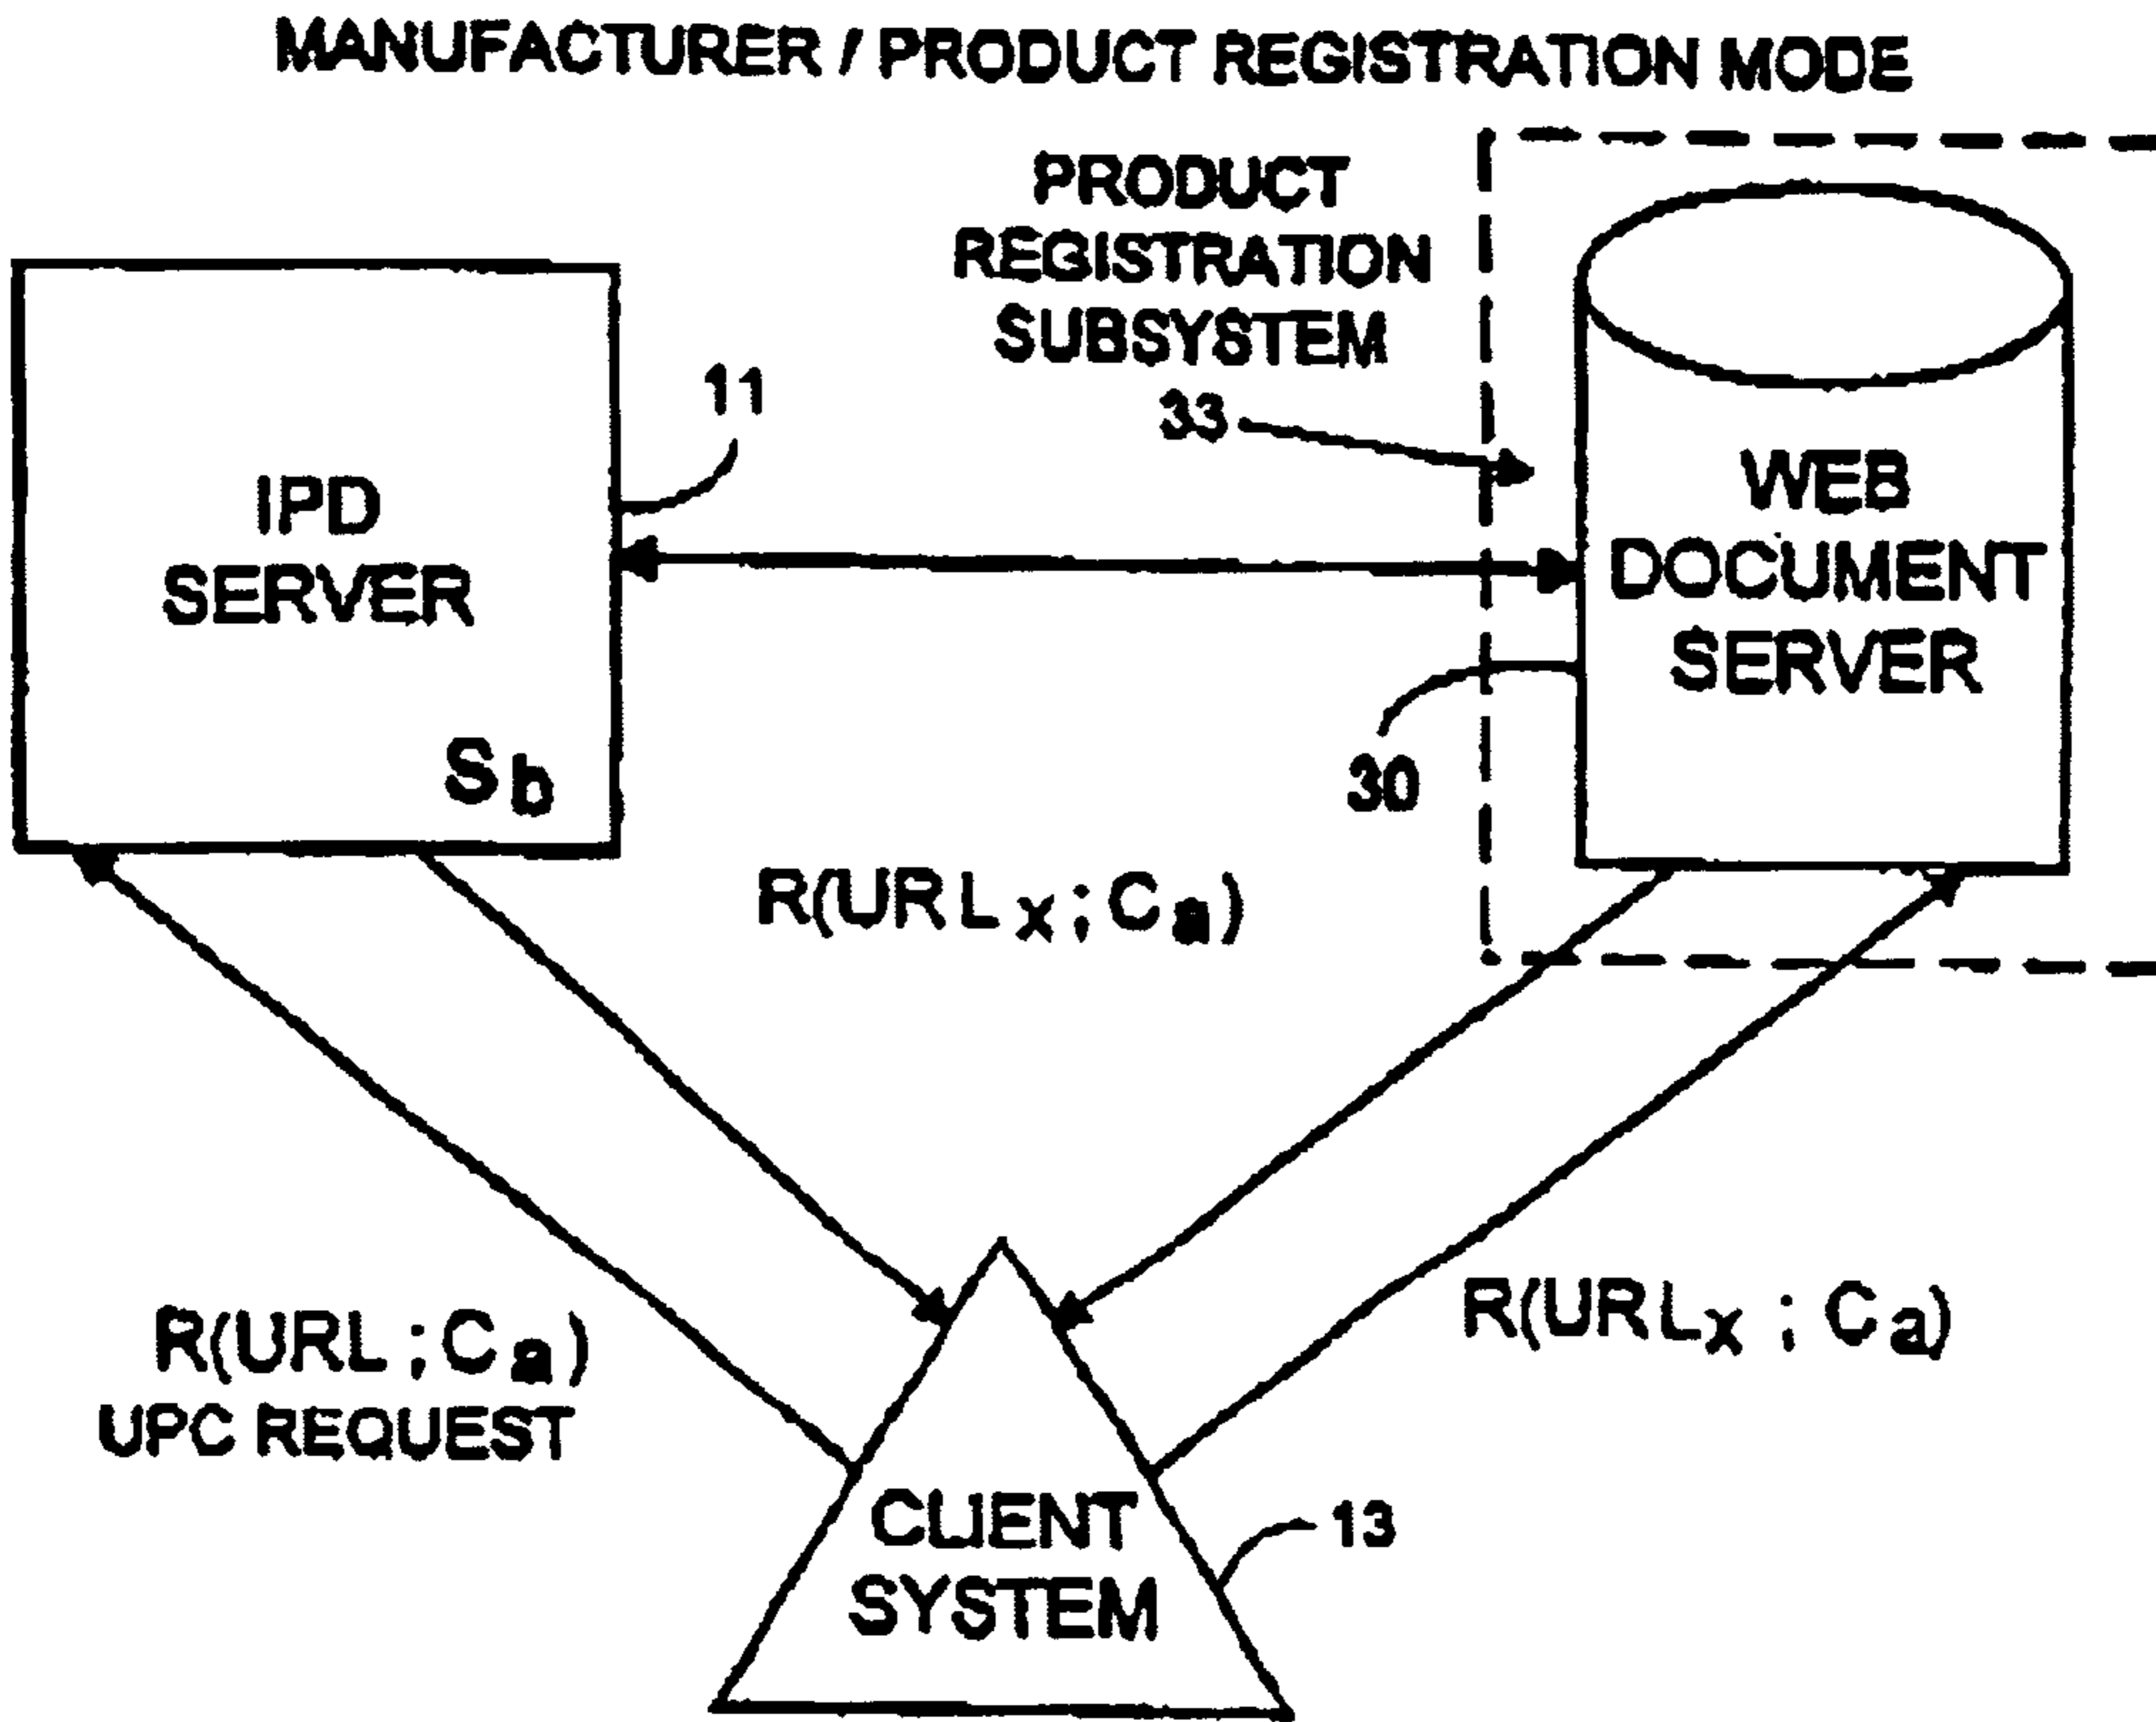 MANUFACTURER / PRODUCT REGISTRATION MODE
PRODUCT
REGISTRATION
SUBSYSTEM
33
11
IPD
SERVER
Sb
WEB
DOCUMENT
SERVER
30
R(URLx;Ca)
R(URL;Ca)
UPC REQUEST
R(URLx ; Ca)
CLIENT
SYSTEM
13